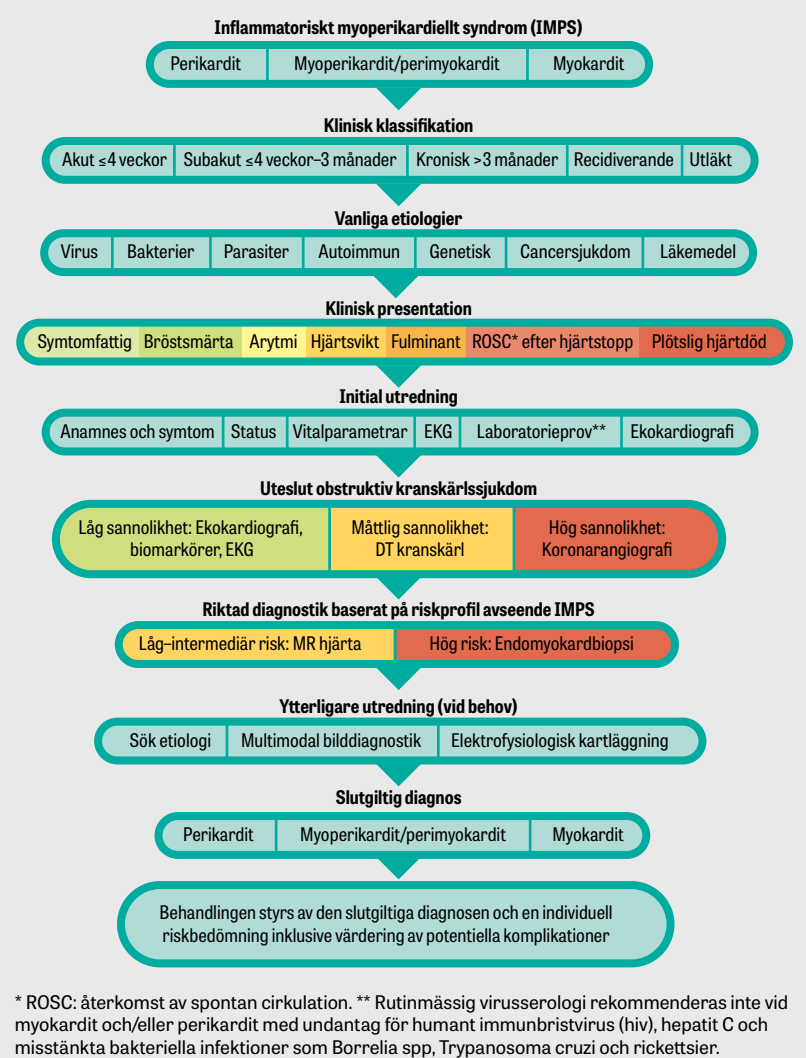 Inflammatoriskt myoperikardiellt syndrom (IMPS)
Perikardit Myoperikardit/perimyokardit Myokardit
Klinisk klassifikation
Akut ≤4 veckor Subakut ≤4 veckor–3 månader Kronisk >3 månader Recidiverande Utläkt
Vanliga etiologier
Virus Bakterier Parasiter Autoimmun Genetisk Cancersjukdom Läkemedel
Klinisk presentation
Symtomfattig Bröstsmärta Arytmi Hjärtsvikt Fulminant ROSC* efter hjärtstopp Plötslig hjärtdöd
Initial utredning
Anamnes och symtom Status Vitalparametrar EKG Laboratorieprov** Ekokardiografi
Uteslut obstruktiv kranskärlssjukdom
Låg sannolikhet: Ekokardiografi,
biomarkörer, EKG
Måttlig sannolikhet:
DT kranskärl
Hög sannolikhet:
Koronarangiografi
Riktad diagnostik baserat på riskprofil avseende IMPS
Låg–intermediär risk: MR hjärta Hög risk: Endomyokardbiopsi
Ytterligare utredning (vid behov)
Sök etiologi Multimodal bilddiagnostik Elektrofysiologisk kartläggning
Slutgiltig diagnos
Perikardit Myoperikardit/perimyokardit Myokardit
Behandlingen styrs av den slutgiltiga diagnosen och en individuell
riskbedömning inklusive värdering av potentiella komplikationer
* ROSC: återkomst av spontan cirkulation. ** Rutinmässig virusserologi rekommenderas inte vid
myokardit och/eller perikardit med undantag för humant immunbristvirus (hiv), hepatit C och
misstänkta bakteriella infektioner som Borrelia spp, Trypanosoma cruzi och rickettsier.